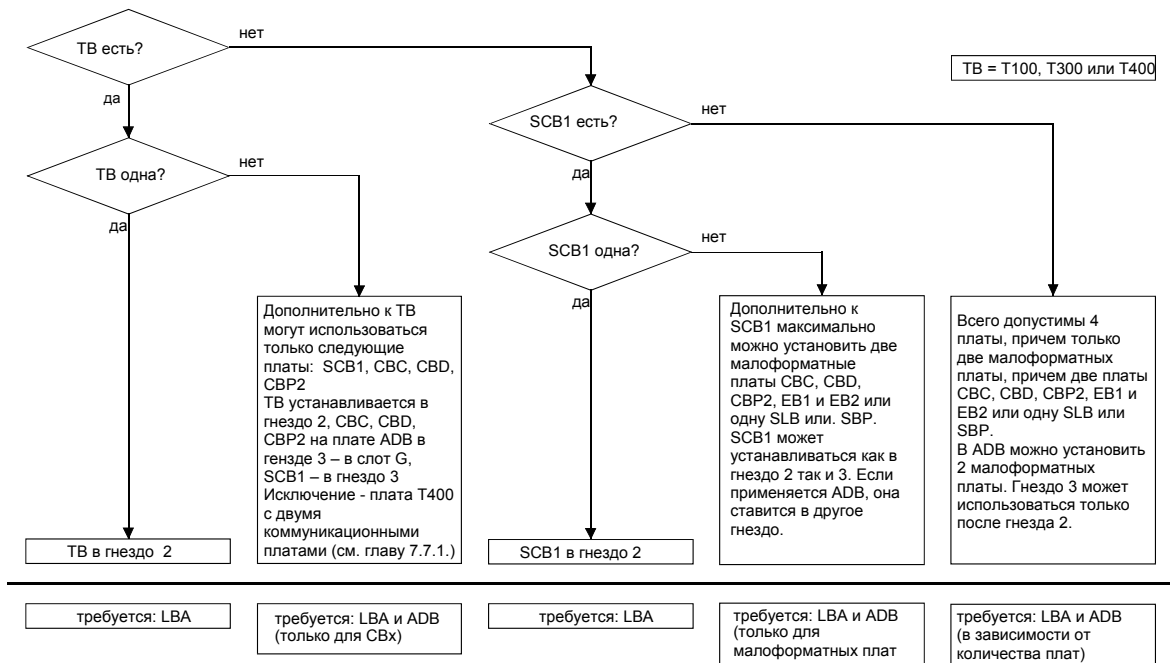 ТВ есть?
нет
ТВ = Т100, Т300 или Т400
да
SCB1 есть?
нет
ТВ одна?
нет
да
да
SCB1 одна?
нет
да
Дополнительно к ТВ
могут использоваться
только следующие
платы: SCB1, CBC, CBD,
CBP2
ТВ устанавливается в
гнездо 2, CBC, CBD,
CBP2 на плате ADB в
гензде 3 – в слот G,
SCB1 – в гнездо 3
Исключение - плата Т400
с двумя
коммуникационными
платами (см. главу 7.7.1.)
Дополнительно к
SCB1 максимально
можно установить две
малоформатные
платы CBC, CBD,
CBP2, EB1 и EB2 или
одну SLB или. SBP.
SCB1 может
устанавливаться как в
гнездо 2 так и 3. Если
применяется ADB, она
ставится в другое
гнездо.
Всего допустимы 4
платы, причем только
две малоформатных
платы, причем две платы
CBC, CBD, CBP2, EB1 и
EB2 или одну SLB или
SBP.
В ADB можно установить
2 малоформатных
платы. Гнездо 3 может
использоваться только
после гнезда 2.
ТВ в гнездо 2
SCB1 в гнездо 2
требуется: LBA
требуется: LBA и ADB
(только для СВх)
требуется: LBA
требуется: LBA и ADB
(только для
малоформатных плат
требуется: LBA и ADB
(в зависимости от
количества плат)